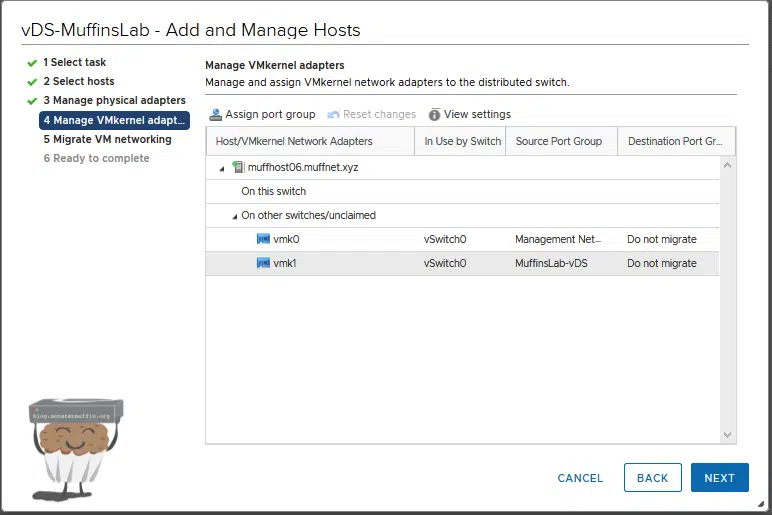 vDS-MuffinsLab - Add and Manage Hosts
1 Select task
2 Select hosts
3 Manage physical adapters
4 Manage VMkernel adapt...
5 Migrate VM networking
6 Ready to complete
Manage VMkernel adapters
Manage and assign VMkernel network adapters to the distributed switch.
Assign port group Reset changes View settings
Host/VMkernel Network Adapters In Use by Switch Source Port Group Destination Port Gr...
muffhost06.muffnet.xyz
On this switch
On other switches/unclaimed
vmk0 vSwitch0 Management Net... Do not migrate
vmk1 vSwitch0 MuffinsLab-vDS Do not migrate
blog.monstermuffin.org
CANCEL BACK NEXT